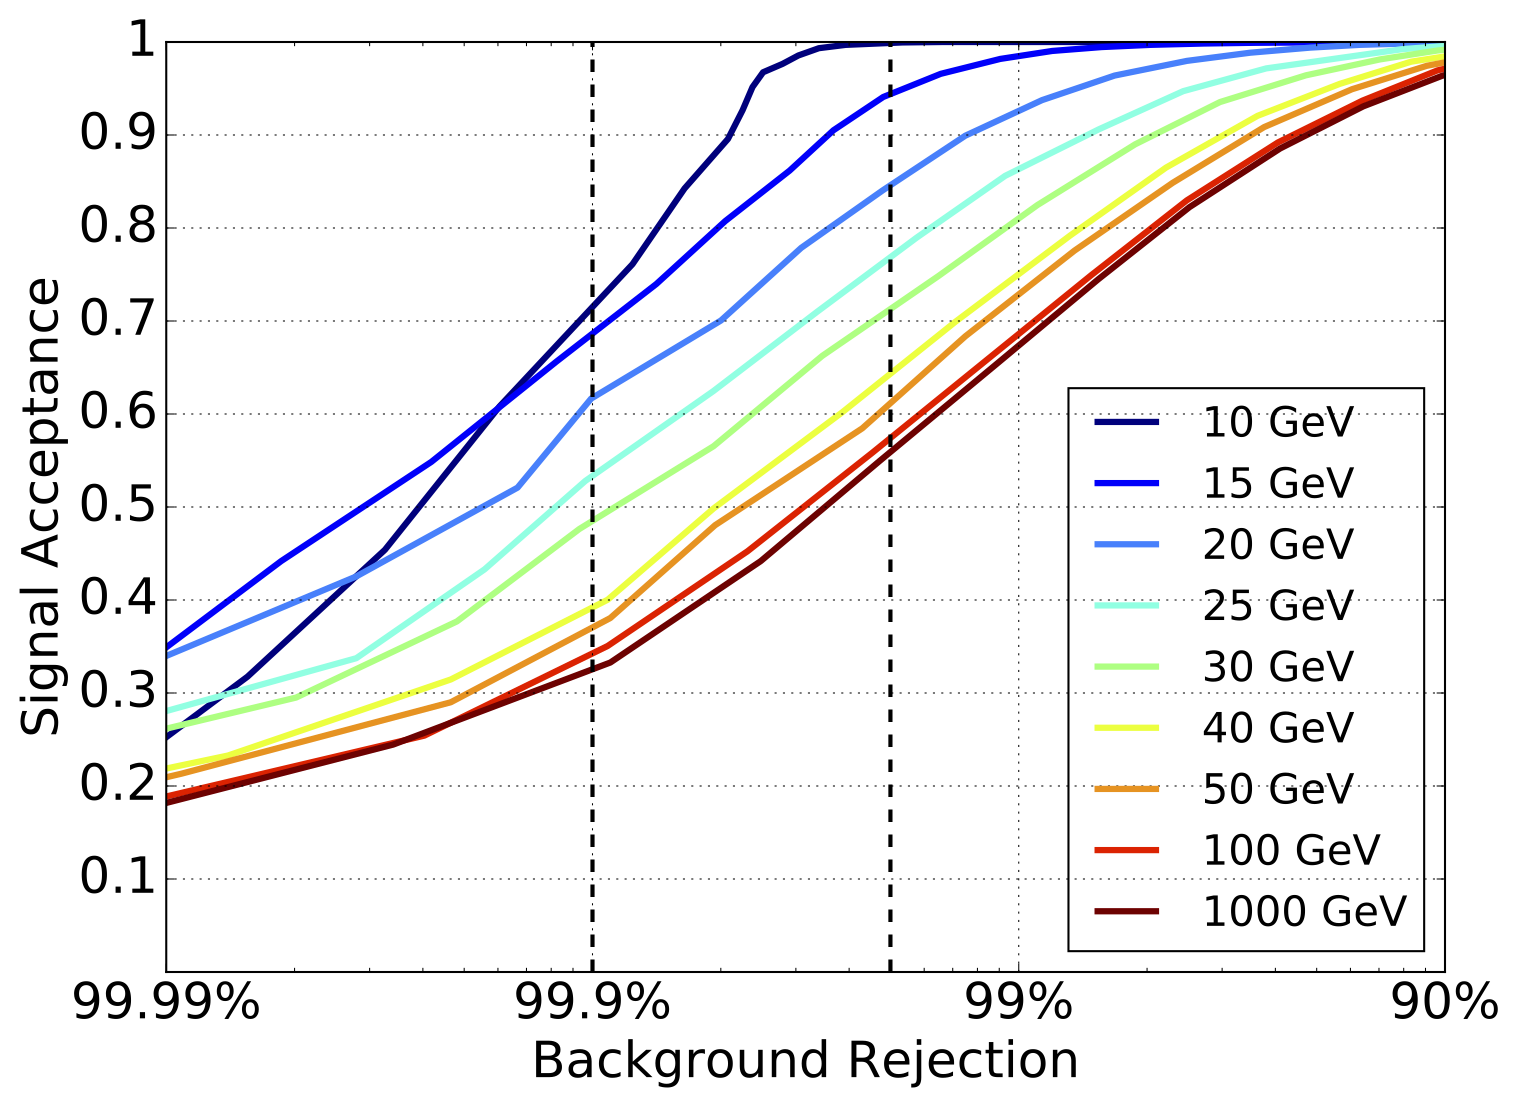 1
0.9
0.8
0.7
0.6
0.5
0.4
0.3
0.2
0.1
Signal Acceptance
99.99% 99.9% 99% 90%
Background Rejection
10 GeV
15 GeV
20 GeV
25 GeV
30 GeV
40 GeV
50 GeV
100 GeV
1000 GeV